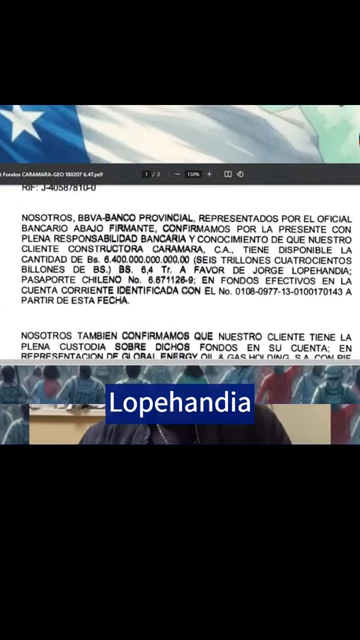 t Fondos CARAMARA-GEO 180207 6.4T.pdf
1 / 2
150%
RIF: J-40587810-0
NOSOTROS, BBVA-BANCO PROVINCIAL, REPRESENTADOS POR EL OFICIAL
BANCARIO ABAJO FIRMANTE, CONFIRMAMOS POR LA PRESENTE CON
PLENA RESPONSABILIDAD BANCARIA Y CONOCIMIENTO DE QUE NUESTRO
CLIENTE CONSTRUCTORA CARAMARA, C.A., TIENE DISPONIBLE LA
CANTIDAD DE Bs. 6.400.000.000.000,00 (SEIS TRILLONES CUATROCIENTOS
BILLONES DE BS.) BS. 6,4 Tr. A FAVOR DE JORGE LOPEHANDIA;
PASAPORTE CHILENO No. 6.671126-9; EN FONDOS EFECTIVOS EN LA
CUENTA CORRIENTE IDENTIFICADA CON EL No. 0108-0977-13-0100170143 A
PARTIR DE ESTA FECHA.
NOSOTROS TAMBIEN CONFIRMAMOS QUE NUESTRO CLIENTE TIENE LA
PLENA CUSTODIA SOBRE DICHOS FONDOS EN SU CUENTA; EN
REPRESENTACION DE GLOBAL ENERGY OIL & GAS HOLDING, S.A. CON RIF
Lopehandia